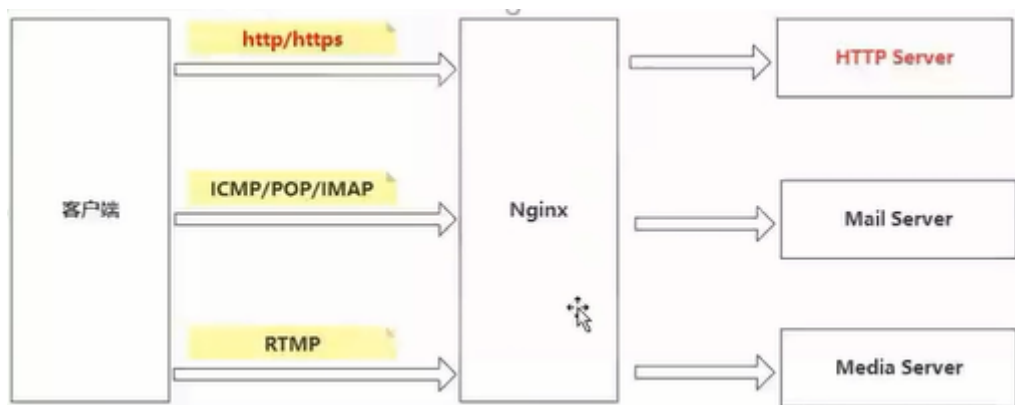 http/https
HTTP Server
客户端
ICMP/POP/IMAP
Nginx
Mail Server
RTMP
Media Server